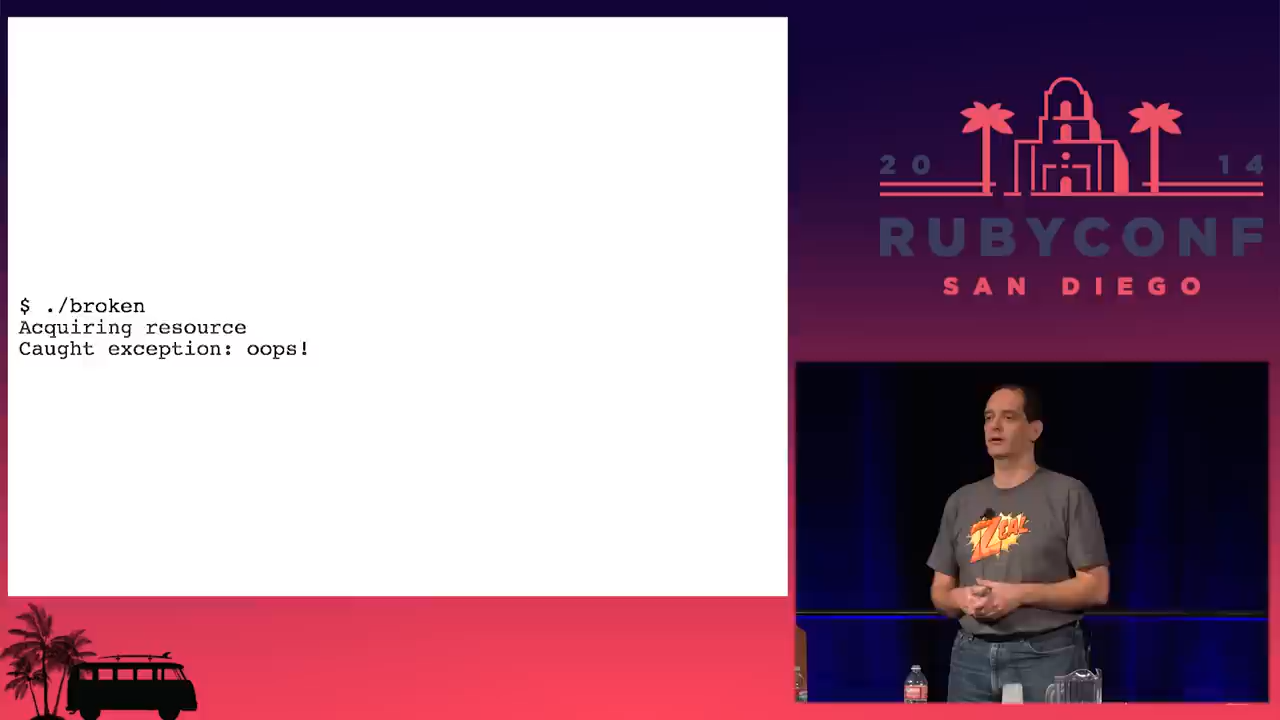 $ ./broken
Acquiring resource
Caught exception: oops!
20 14
RUBYCONF
SAN DIEGO
ZEAL